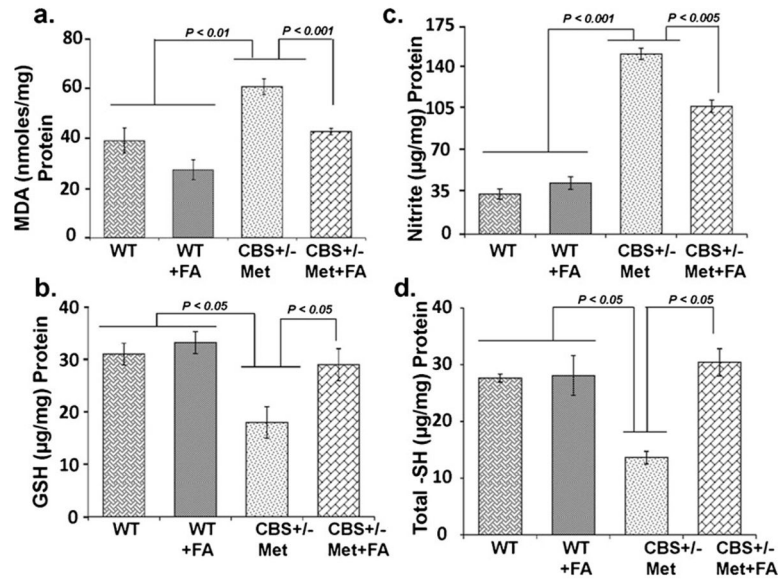 a.
P < 0.01
P < 0.001
80
60
40
20
0
MDA (nmoles/mg)
Protein
WT
WT
+FA
CBS+/-
Met
CBS+/-
Met+FA
c.
P < 0.001
P < 0.005
175
145
105
70
35
0
Nitrite (µg/mg) Protein
WT
WT
+FA
CBS+/-
Met
CBS+/-
Met+FA
b.
P < 0.05
P < 0.05
40
30
20
10
0
GSH (µg/mg) Protein
WT
WT
+FA
CBS+/-
Met
CBS+/-
Met+FA
d.
P < 0.05
P < 0.05
40
30
20
10
0
Total -SH (µg/mg) Protein
WT
WT
+FA
CBS+/-
Met
CBS+/-
Met+FA